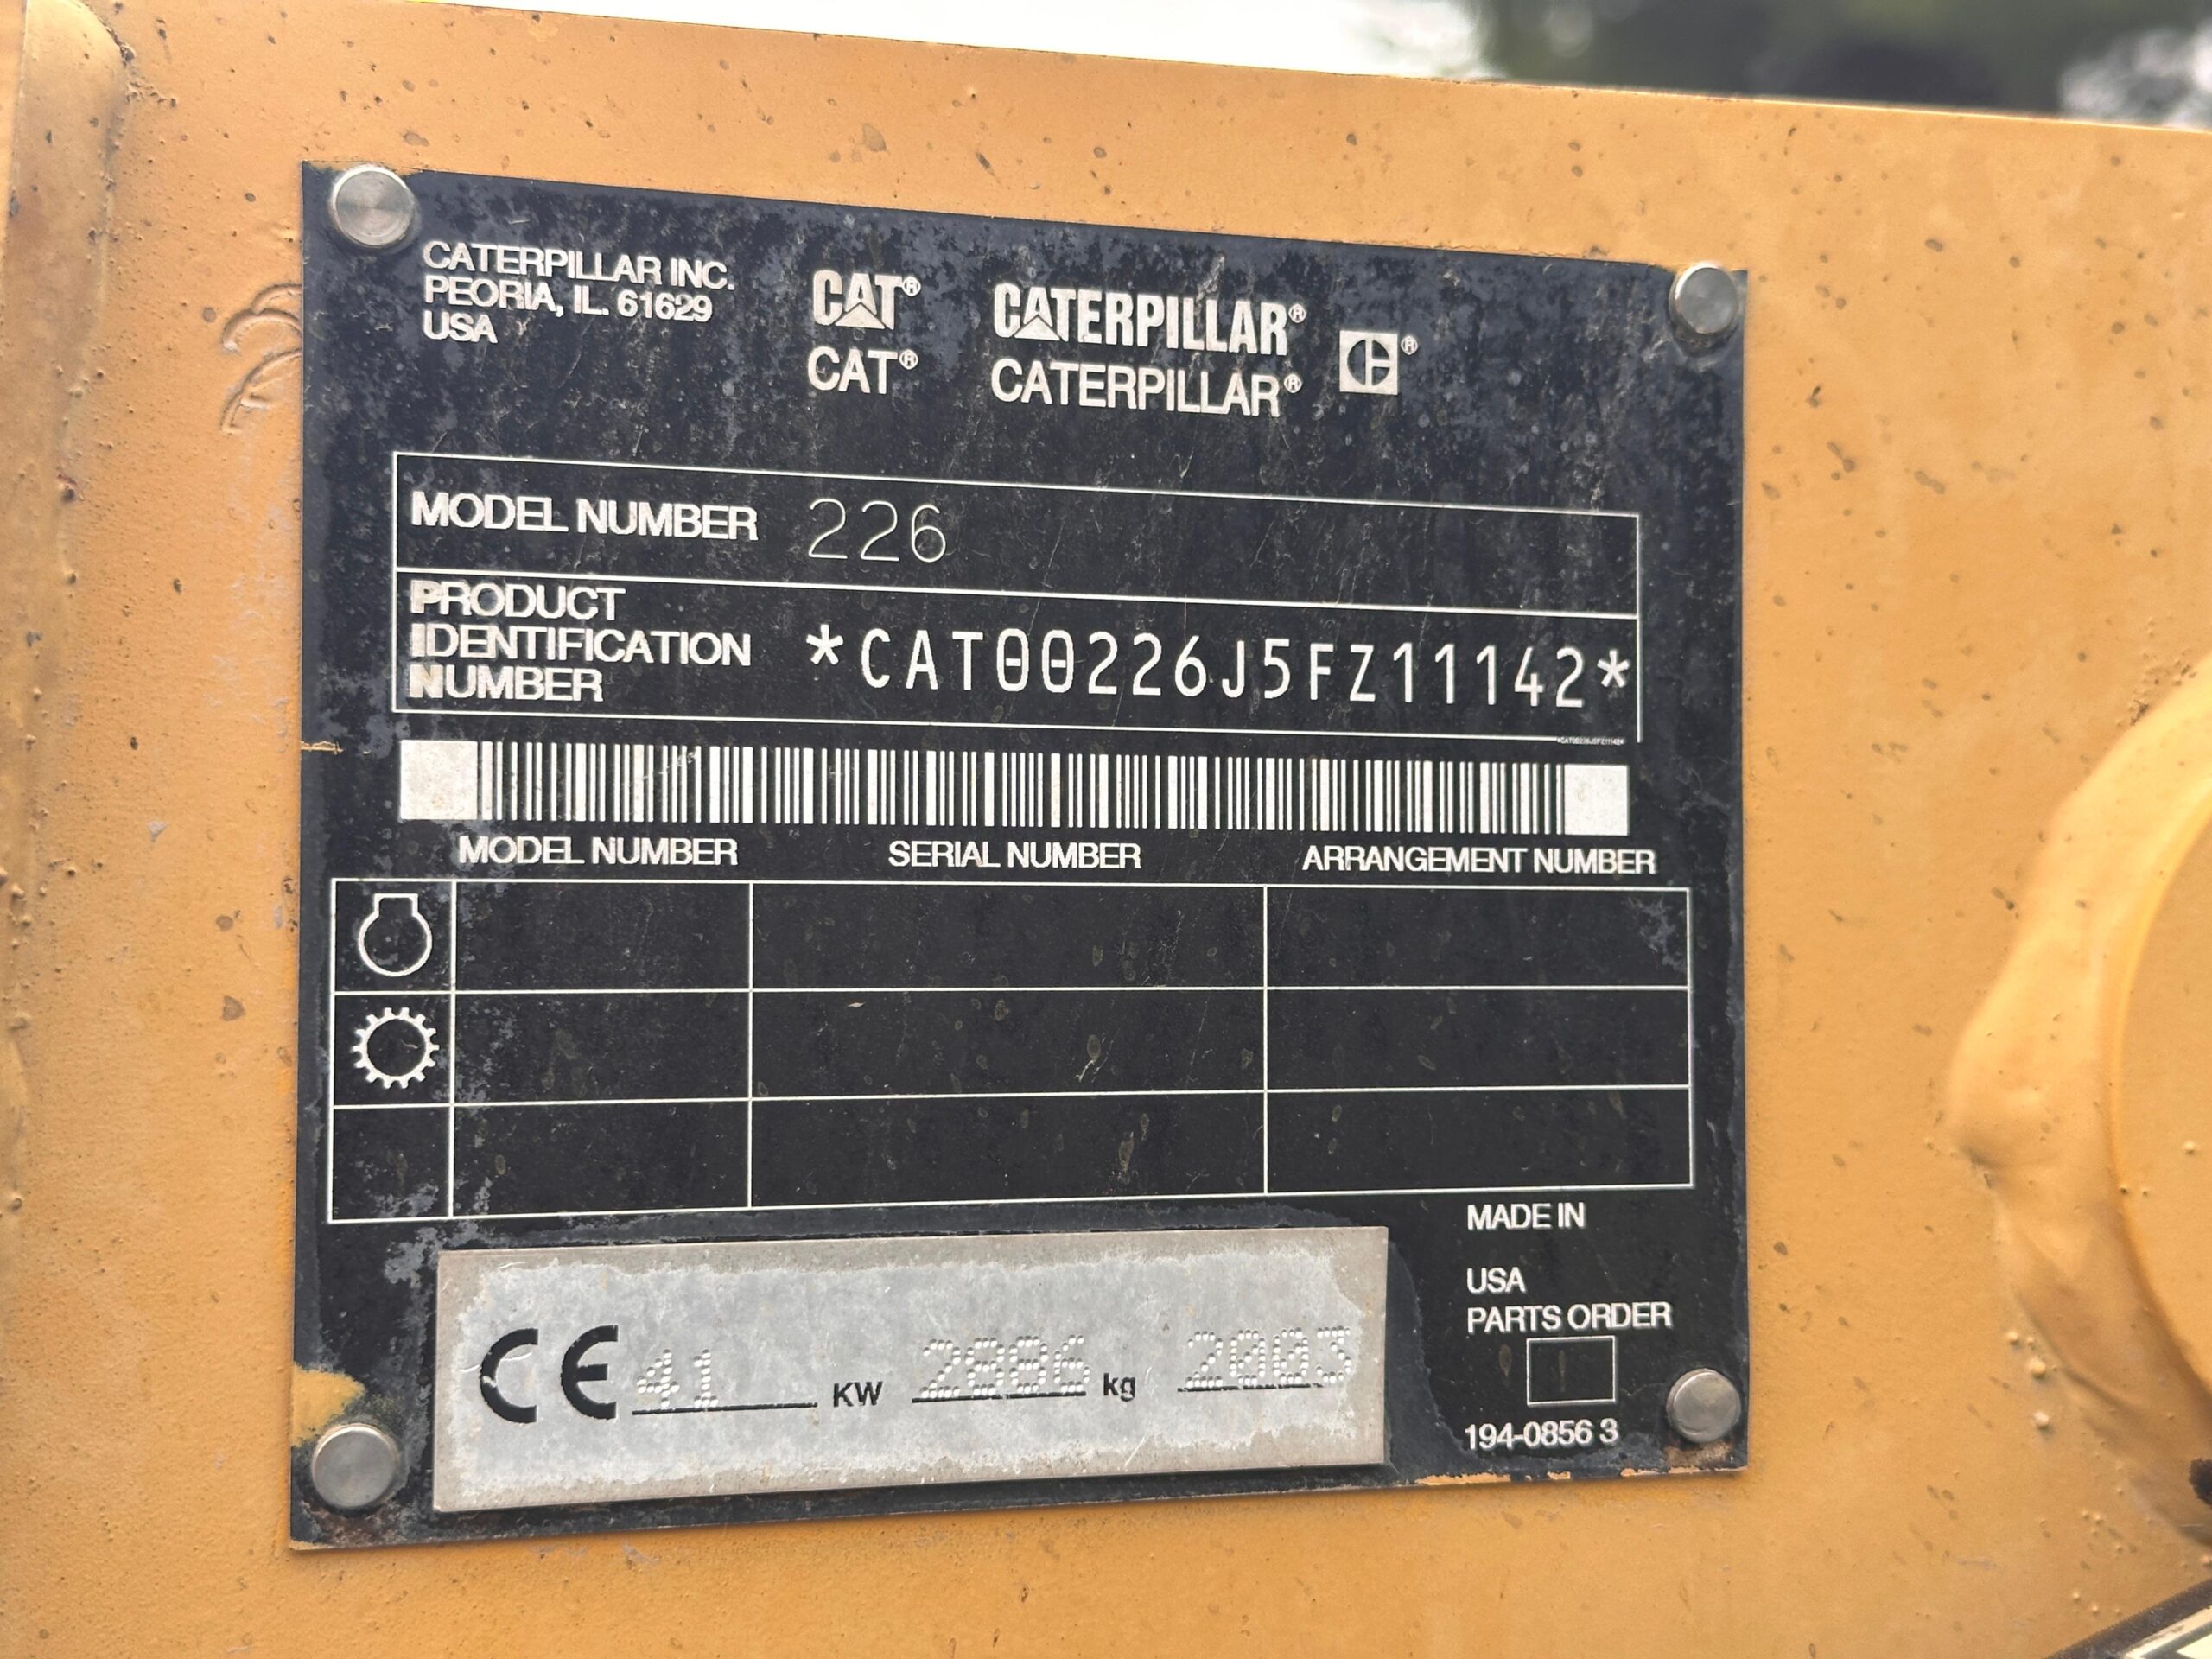 CATERPILLAR INC.
PEORIA, IL. 61629
USA
CAT® CATERPILLAR® C®
CAT® CATERPILLAR®
MODEL NUMBER 226
PRODUCT
IDENTIFICATION
NUMBER
*CAT00226J5FZ11142*
*CAT00226J5FZ11142*
MODEL NUMBER SERIAL NUMBER ARRANGEMENT NUMBER
MADE IN
USA
PARTS ORDER
194-0856 3
CE 41 KW 2886 kg 2003